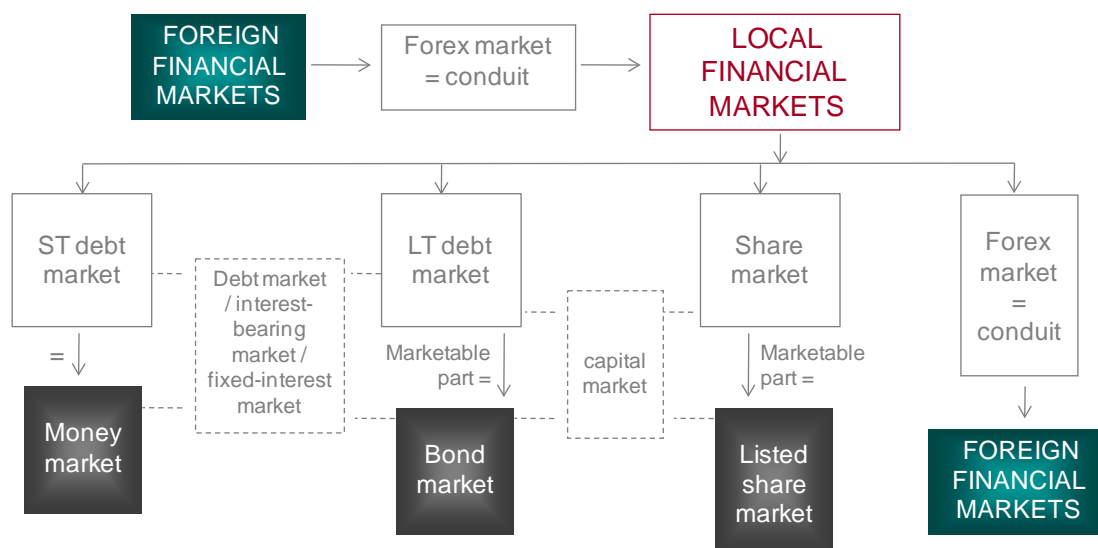 FOREIGN
FINANCIAL
MARKETS
Forex market
= conduit
LOCAL
FINANCIAL
MARKETS
ST debt
market
LT debt
market
Share
market
Forex
market
=
conduit
Debt market
/ interest-
bearing
market /
fixed-interest
market
capital
market
=
Marketable
part =
Marketable
part =
Money
market
Bond
market
Listed
share
market
FOREIGN
FINANCIAL
MARKETS